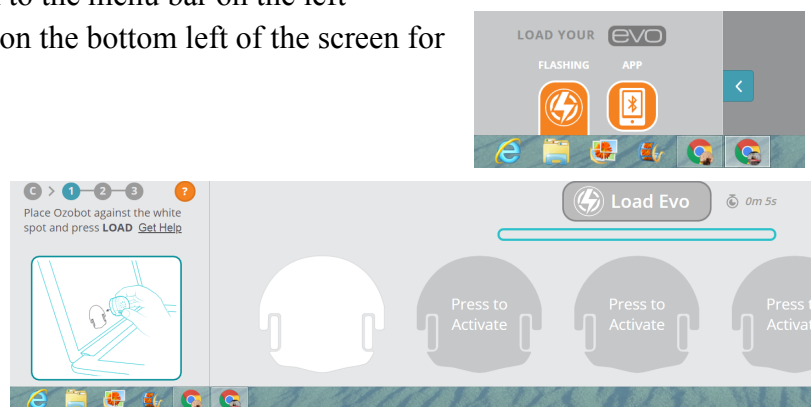 to the menu bar on the left
on the bottom left of the screen for
LOAD YOUR evo
FLASHING APP
C > 1 2 3 ?
Place Ozobot against the white
spot and press LOAD Get Help
Load Evo 0m 5s
Press to
Activate
Press to
Activate
Press
Activat